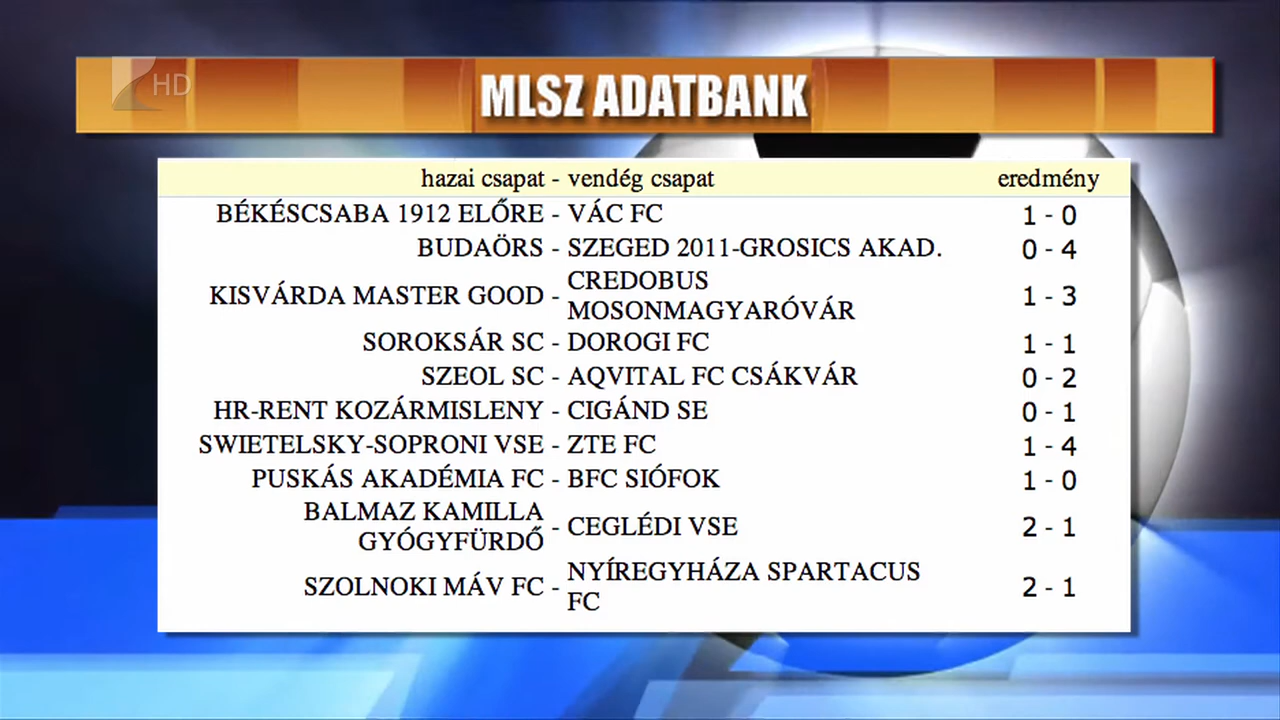 HD
MLSZ ADATBANK
hazai csapat - vendég csapat eredmény
BÉKÉSCSABA 1912 ELŐRE - VÁC FC 1 - 0
BUDAÖRS - SZEGED 2011-GROSICS AKAD. 0 - 4
KISVÁRDA MASTER GOOD - CREDOBUS
MOSONMAGYARÓVÁR 1 - 3
SOROKSÁR SC - DOROGI FC 1 - 1
SZEOL SC - AQVITAL FC CSÁKVÁR 0 - 2
HR-RENT KOZÁRMISLENY - CIGÁND SE 0 - 1
SWIETELSKY-SOPRONI VSE - ZTE FC 1 - 4
PUSKÁS AKADÉMIA FC - BFC SIÓFOK 1 - 0
BALMAZ KAMILLA
GYÓGYFÜRDŐ - CEGLÉDI VSE 2 - 1
SZOLNOKI MÁV FC - NYÍREGYHÁZA SPARTACUS
FC 2 - 1